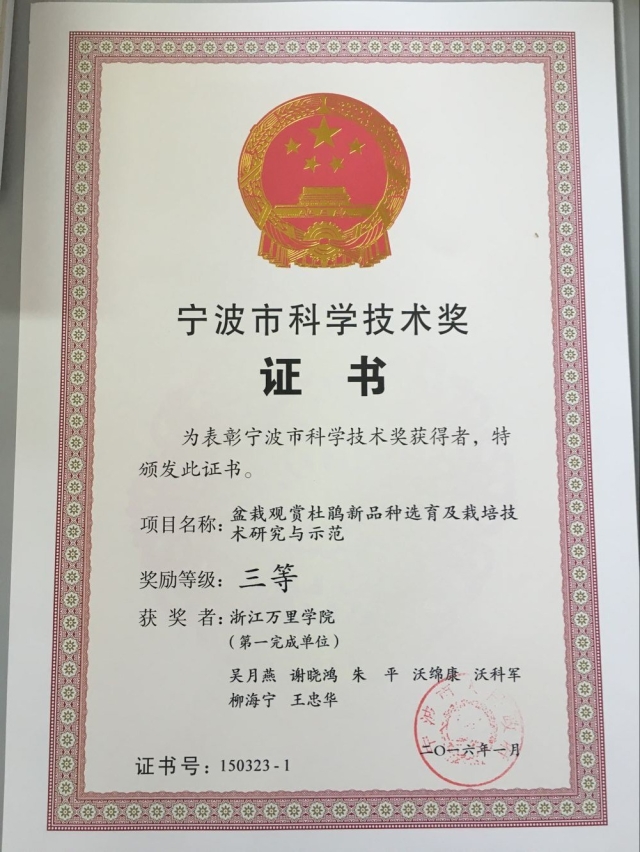 宁波市科学技术奖
证书
为表彰宁波市科学技术奖获得者，特
颁发此证书。
项目名称：盆栽观赏杜鹃新品种选育及栽培技
术研究与示范
奖励等级：三等
获奖者：浙江万里学院
（第一完成单位）
吴月燕 谢晓鸿 朱平 沃绵康 沃科军
柳海宁 王忠华
二〇一六年一月
证书号：150323-1